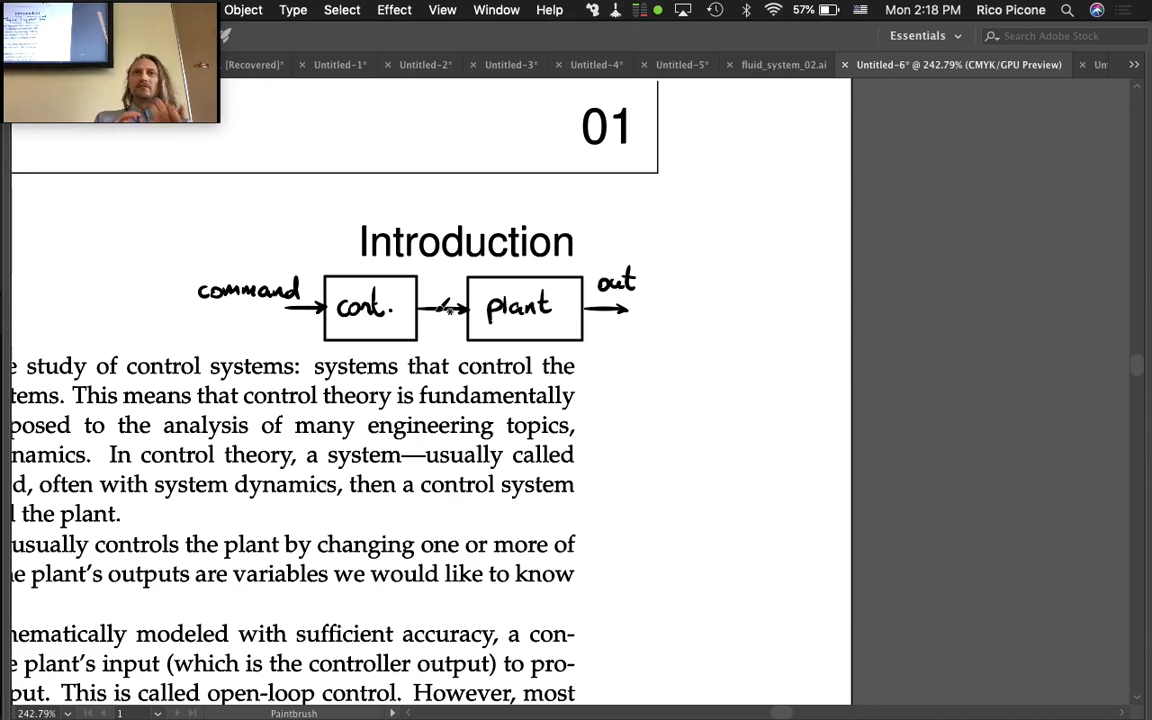 Object Type Select Effect View Window Help 57% Mon 2:18 PM Rico Picone
Essentials Search Adobe Stock
[Recovered]* Untitled-1* Untitled-2* Untitled-3* Untitled-4* Untitled-5* fluid_system_02.ai Untitled-6* @ 242.79% (CMYK/GPU Preview)
01
Introduction
command cont. plant out
study of control systems: systems that control the
tems. This means that control theory is fundamentally
posed to the analysis of many engineering topics,
namics. In control theory, a system—usually called
d, often with system dynamics, then a control system
the plant.
usually controls the plant by changing one or more of
e plant's outputs are variables we would like to know
hematically modeled with sufficient accuracy, a con-
e plant's input (which is the controller output) to pro-
put. This is called open-loop control. However, most
242.79% 1 Paintbrush